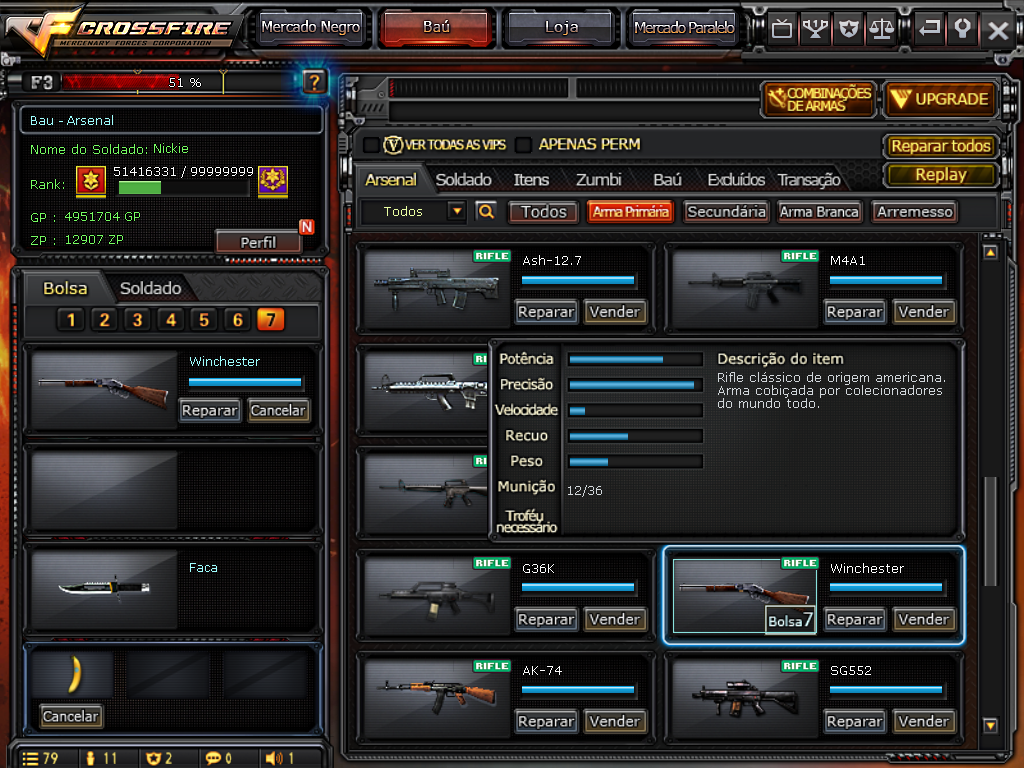 CROSSFIRE
MERCENARY FORCES CORPORATION
Mercado Negro
Baú
Loja
Mercado Paralelo
F3
51 %
?
COMBINAÇÕES
DE ARMAS
UPGRADE
Bau - Arsenal
Nome do Soldado: Nickie
Rank:
51416331 / 99999999
GP : 4951704 GP
ZP : 12907 ZP
N
Perfil
VER TODAS AS VIPS
APENAS PERM
Reparar todos
Replay
Arsenal
Soldado
Itens
Zumbi
Baú
Excluídos
Transação
Todos
Todos
Arma Primária
Secundária
Arma Branca
Arremesso
Bolsa
Soldado
1 2 3 4 5 6 7
Winchester
Reparar
Cancelar
Faca
Cancelar
79
11
2
0
1
RIFLE
Ash-12.7
Reparar
Vender
RIFLE
M4A1
Reparar
Vender
RI
RI
Potência
Precisão
Velocidade
Recuo
Peso
Munição
12/36
Troféu
necessário
Descrição do item
Rifle clássico de origem americana.
Arma cobiçada por colecionadores
do mundo todo.
RIFLE
G36K
Reparar
Vender
RIFLE
Winchester
Bolsa7
Reparar
Vender
RIFLE
AK-74
Reparar
Vender
RIFLE
SG552
Reparar
Vender